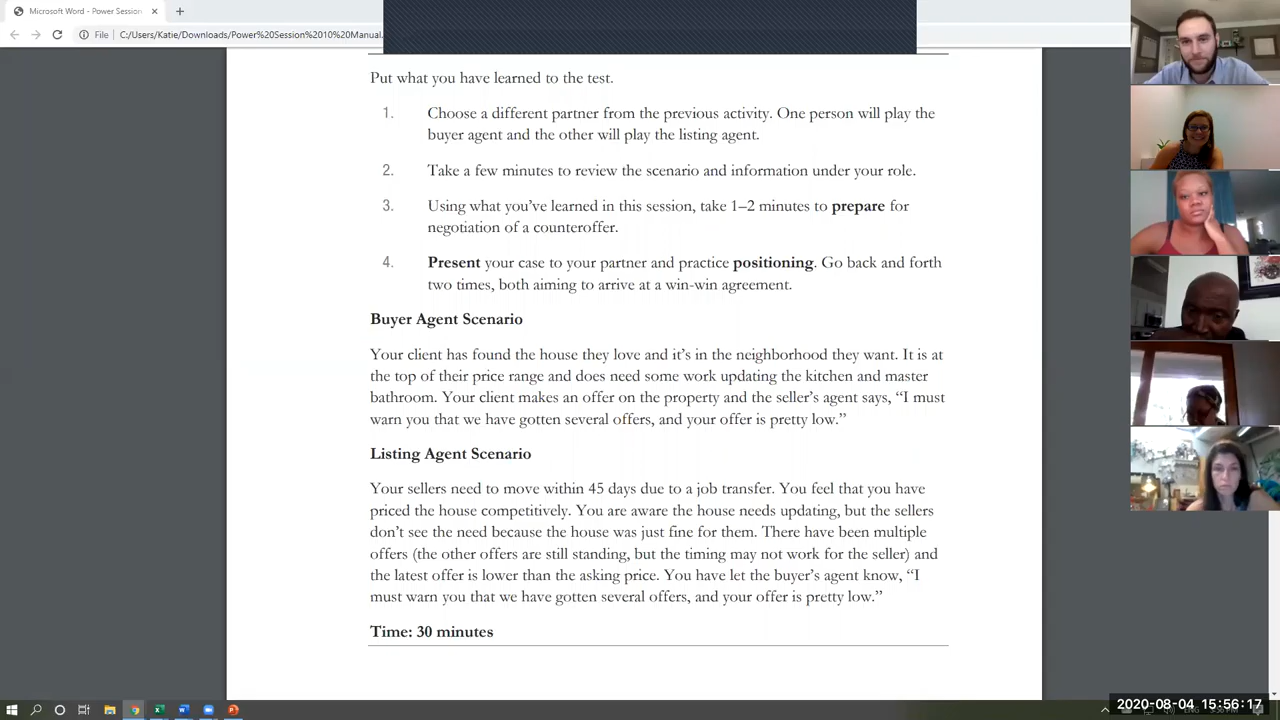 Microsoft Word - Power Session
File
C:/Users/Katie/Downloads/Power%20Session%2010%20Manual.
Put what you have learned to the test.
1. Choose a different partner from the previous activity. One person will play the
buyer agent and the other will play the listing agent.
2. Take a few minutes to review the scenario and information under your role.
3. Using what you’ve learned in this session, take 1–2 minutes to prepare for
negotiation of a counteroffer.
4. Present your case to your partner and practice positioning. Go back and forth
two times, both aiming to arrive at a win-win agreement.
Buyer Agent Scenario
Your client has found the house they love and it’s in the neighborhood they want. It is at
the top of their price range and does need some work updating the kitchen and master
bathroom. Your client makes an offer on the property and the seller’s agent says, “I must
warn you that we have gotten several offers, and your offer is pretty low.”
Listing Agent Scenario
Your sellers need to move within 45 days due to a job transfer. You feel that you have
priced the house competitively. You are aware the house needs updating, but the sellers
don’t see the need because the house was just fine for them. There have been multiple
offers (the other offers are still standing, but the timing may not work for the seller) and
the latest offer is lower than the asking price. You have let the buyer’s agent know, “I
must warn you that we have gotten several offers, and your offer is pretty low.”
Time: 30 minutes
2020-08-04 15:56:17